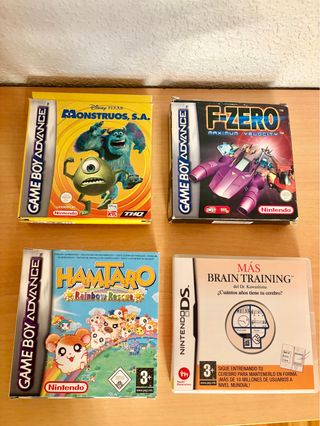 GAME BOY ADVANCE
Disney PIXAR
MONSTRUOS, S.A.
Nintendo
THQ
GAME BOY ADVANCE
F-ZERO
MAXIMUM VELOCITY™
Nintendo
GAME BOY ADVANCE
HAMTARO
Rainbow Rescue
Nintendo
3+
NINTENDO DS
MÁS
BRAIN TRAINING
del Dr. Kawashima
¿Cuántos años tiene tu cerebro?
3+
SIGUE ENTRENANDO TU
CEREBRO PARA MANTENERLO EN FORMA
¡MÁS DE 10 MILLONES DE USUARIOS A
NIVEL MUNDIAL!